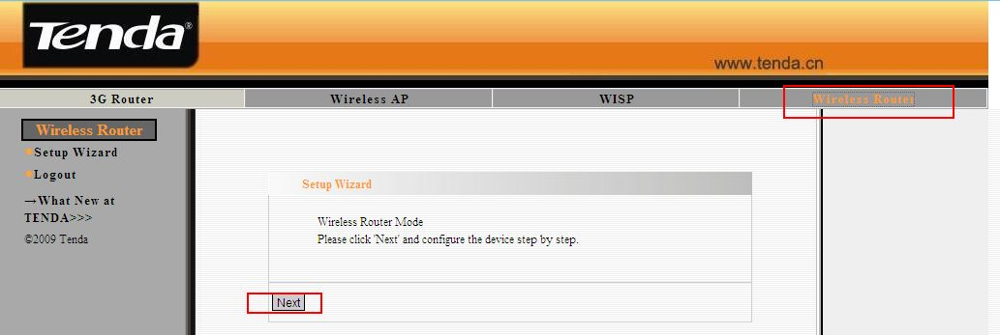 Tenda®
www.tenda.cn
3G Router Wireless AP WISP Wireless Router
Wireless Router
Setup Wizard
Logout
→What New at
TENDA>>>
©2009 Tenda
Setup Wizard
Wireless Router Mode
Please click 'Next' and configure the device step by step.
Next